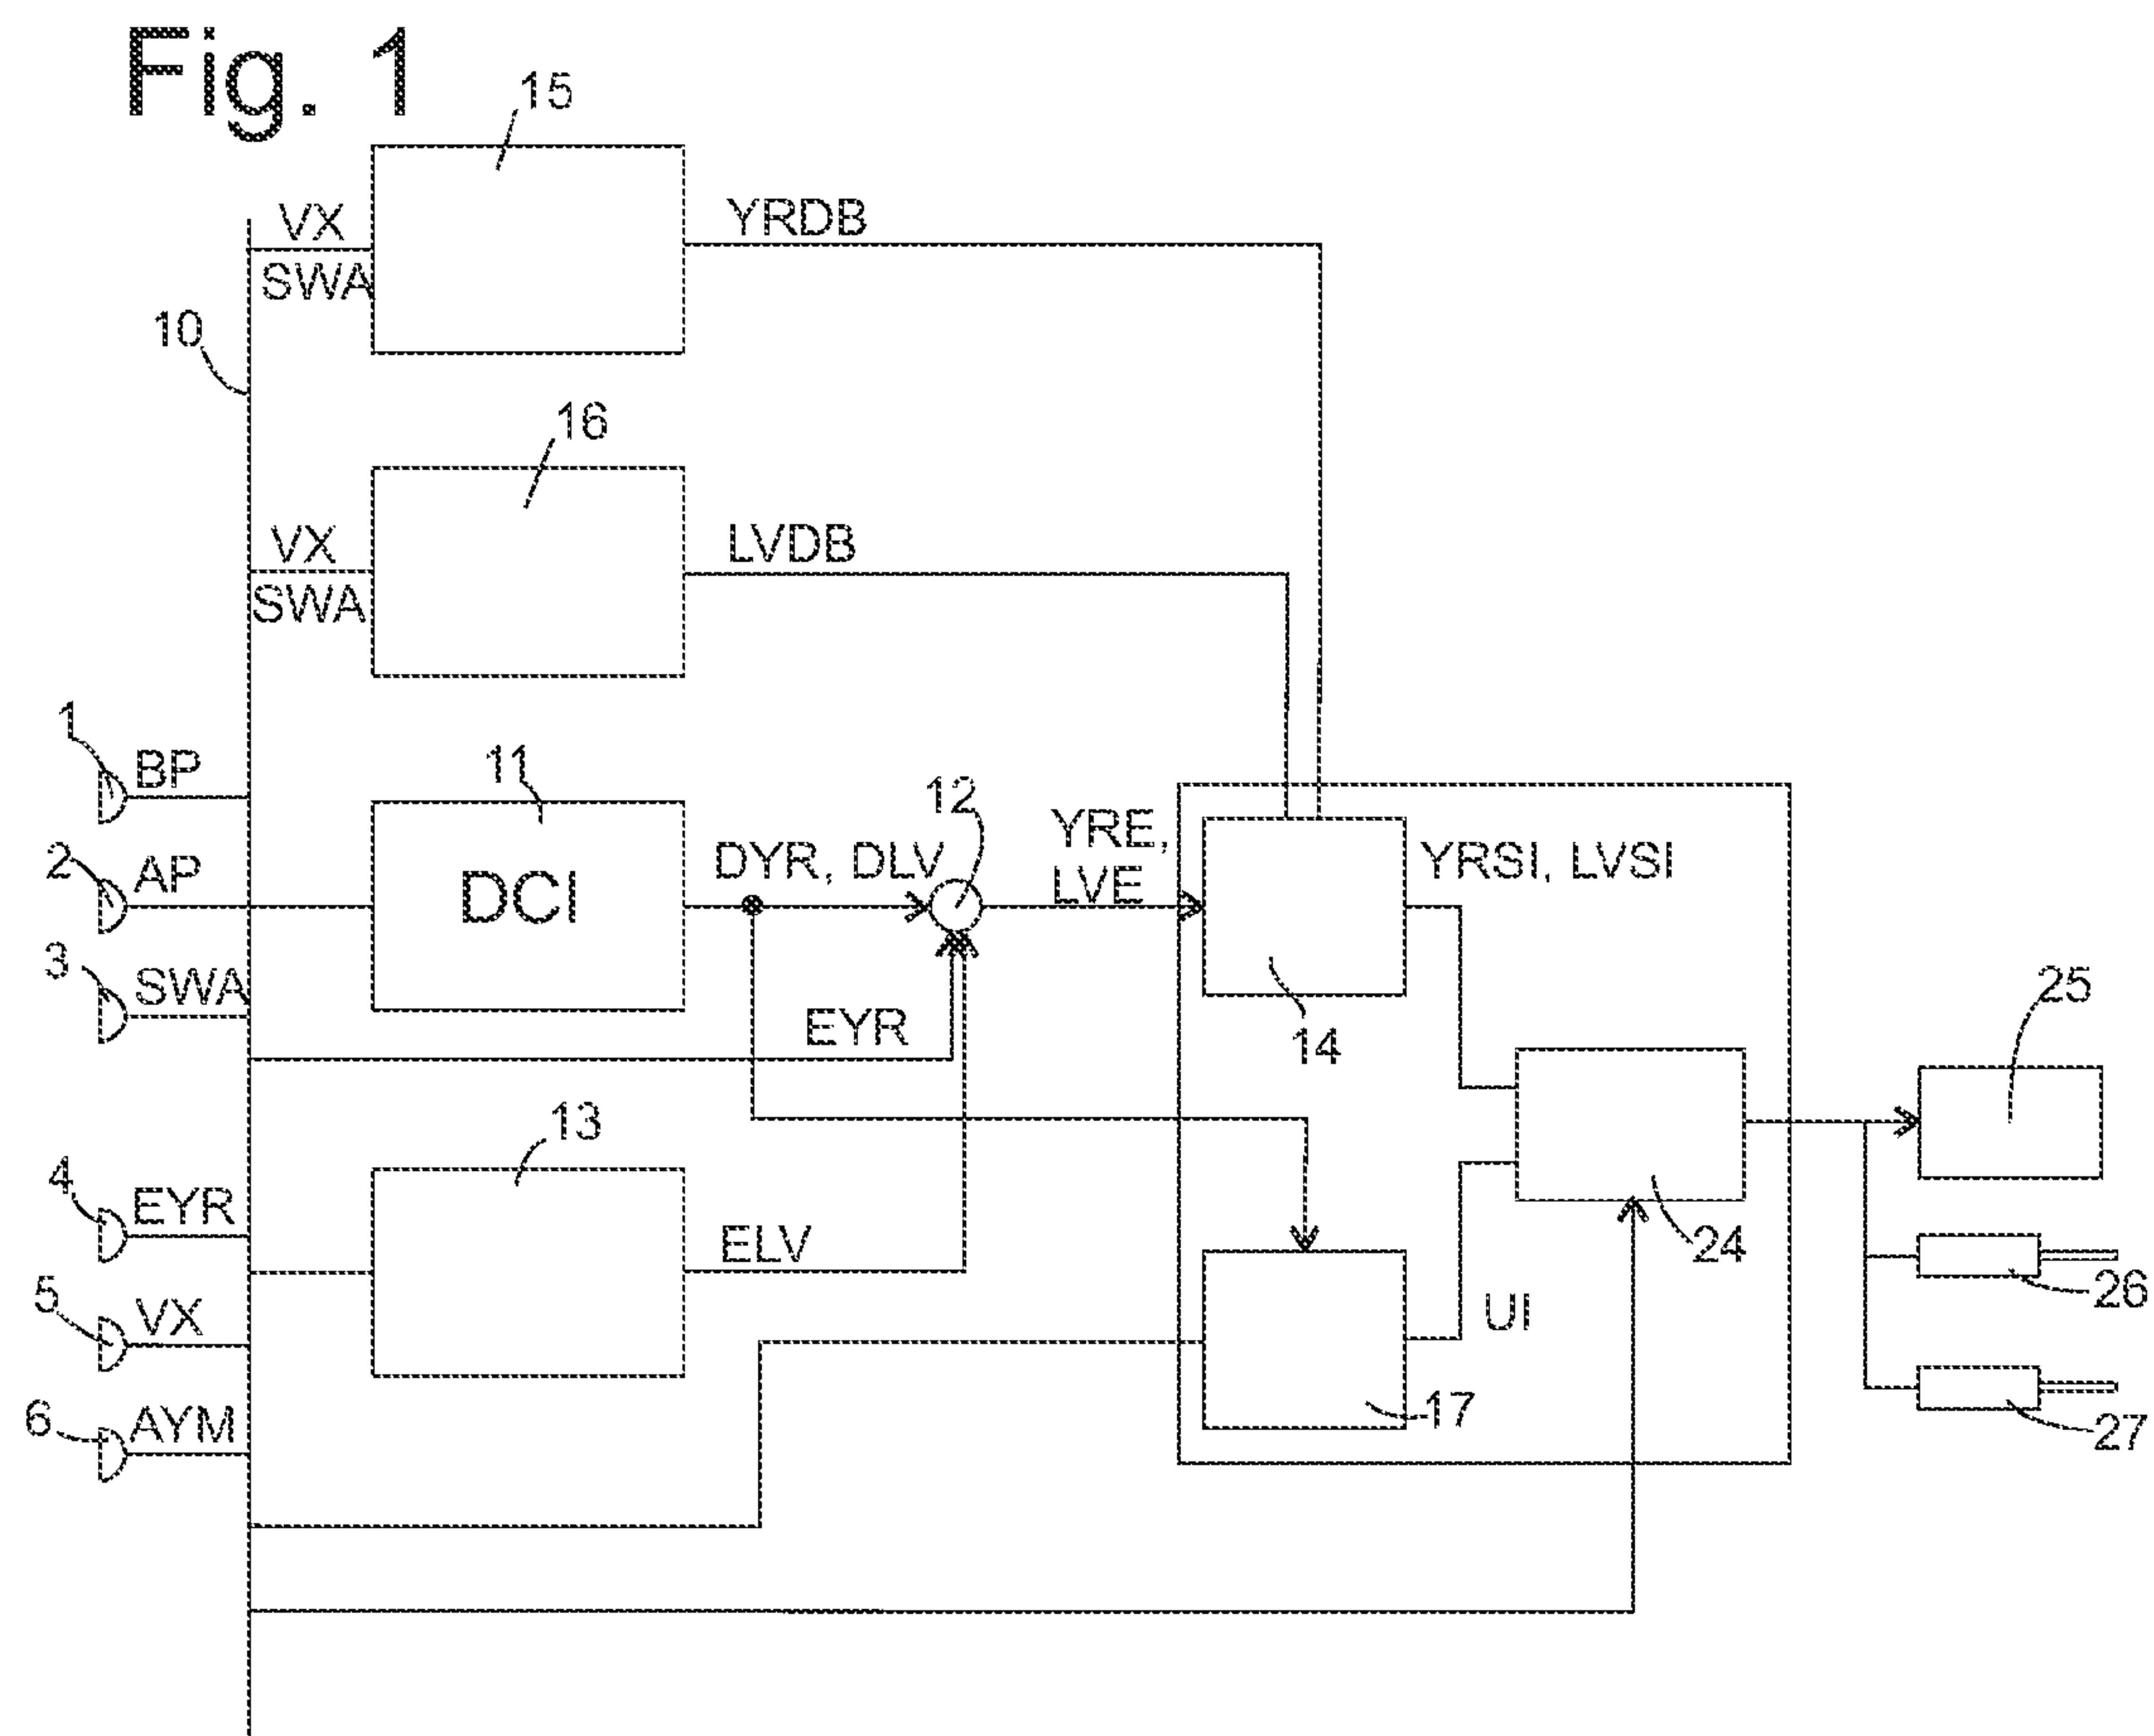 Fig. 1
15
VX
SWA
YRDB
10
16
VX
SWA
LVDB
1
BP
11
12
2
AP
DCI
DYR, DLV
YRE,
LVE
YRSI, LVSI
3
SWA
EYR
14
25
4
EYR
13
ELV
24
5
VX
UI
26
6
AYM
17
27